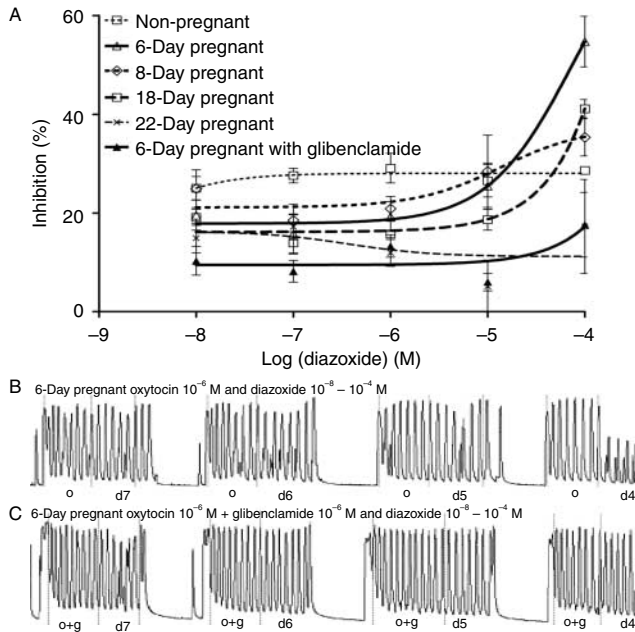 A
60
40
20
0
Inhibition (%)
Non-pregnant
6-Day pregnant
8-Day pregnant
18-Day pregnant
22-Day pregnant
6-Day pregnant with glibenclamide
–9 –8 –7 –6 –5 –4
Log (diazoxide) (M)
B
6-Day pregnant oxytocin 10⁻⁶ M and diazoxide 10⁻⁸ – 10⁻⁴ M
o d7 o d6 o d5 o d4
C
6-Day pregnant oxytocin 10⁻⁶ M + glibenclamide 10⁻⁶ M and diazoxide 10⁻⁸ – 10⁻⁴ M
o+g d7 o+g d6 o+g d5 o+g d4